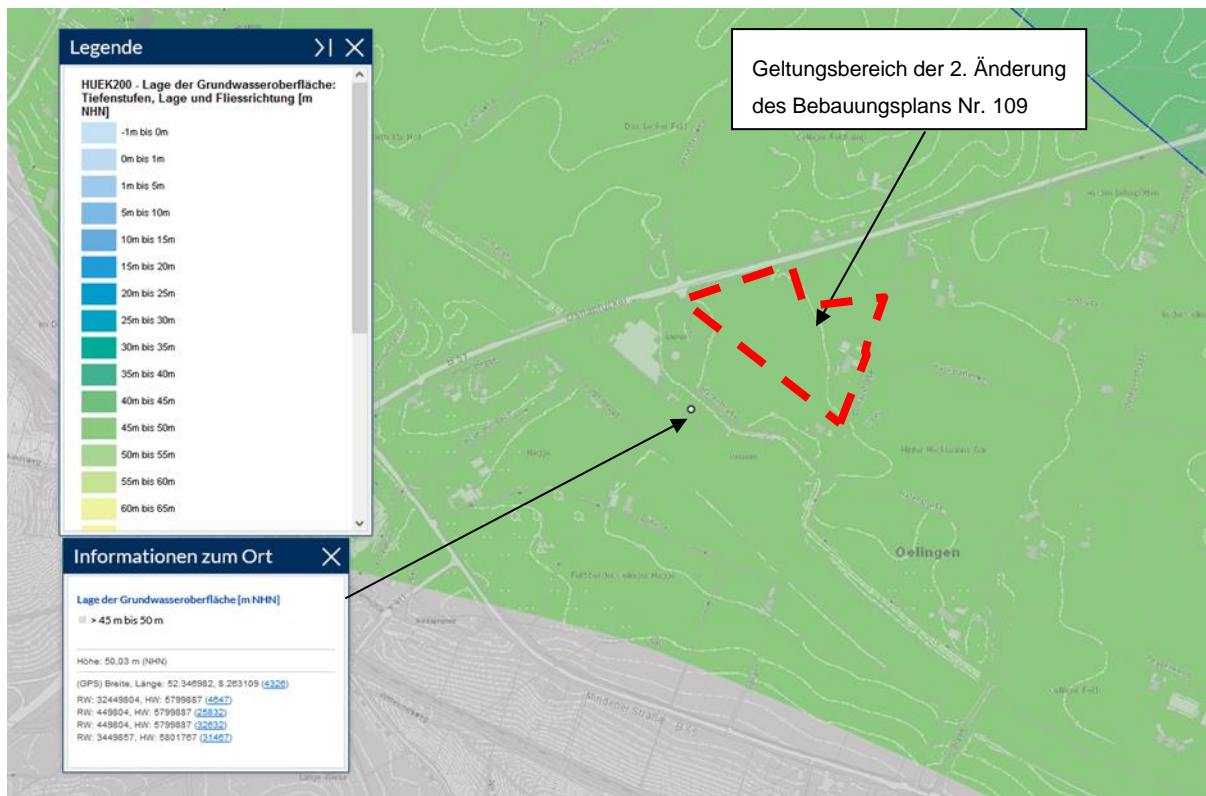 Legende
HUEK200 - Lage der Grundwasseroberfläche:
Tiefenstufen, Lage und Fliessrichtung [m
NHN]
-1m bis 0m
0m bis 1m
1m bis 5m
5m bis 10m
10m bis 15m
15m bis 20m
20m bis 25m
25m bis 30m
30m bis 35m
35m bis 40m
40m bis 45m
45m bis 50m
50m bis 55m
55m bis 60m
60m bis 65m
Informationen zum Ort
Lage der Grundwasseroberfläche [m NHN]
> 45 m bis 50 m
Höhe: 50,03 m (NHN)
(GPS) Breite, Länge: 52.346982, 8.263109 (4326)
RW: 32449804, HW: 5799887 (4647)
RW: 449804, HW: 5799887 (25832)
RW: 449804, HW: 5799887 (32632)
RW: 3449857, HW: 5801767 (31467)
Geltungsbereich der 2. Änderung
des Bebauungsplans Nr. 109
B 51
Oelingen
Mindener Straße
Megge